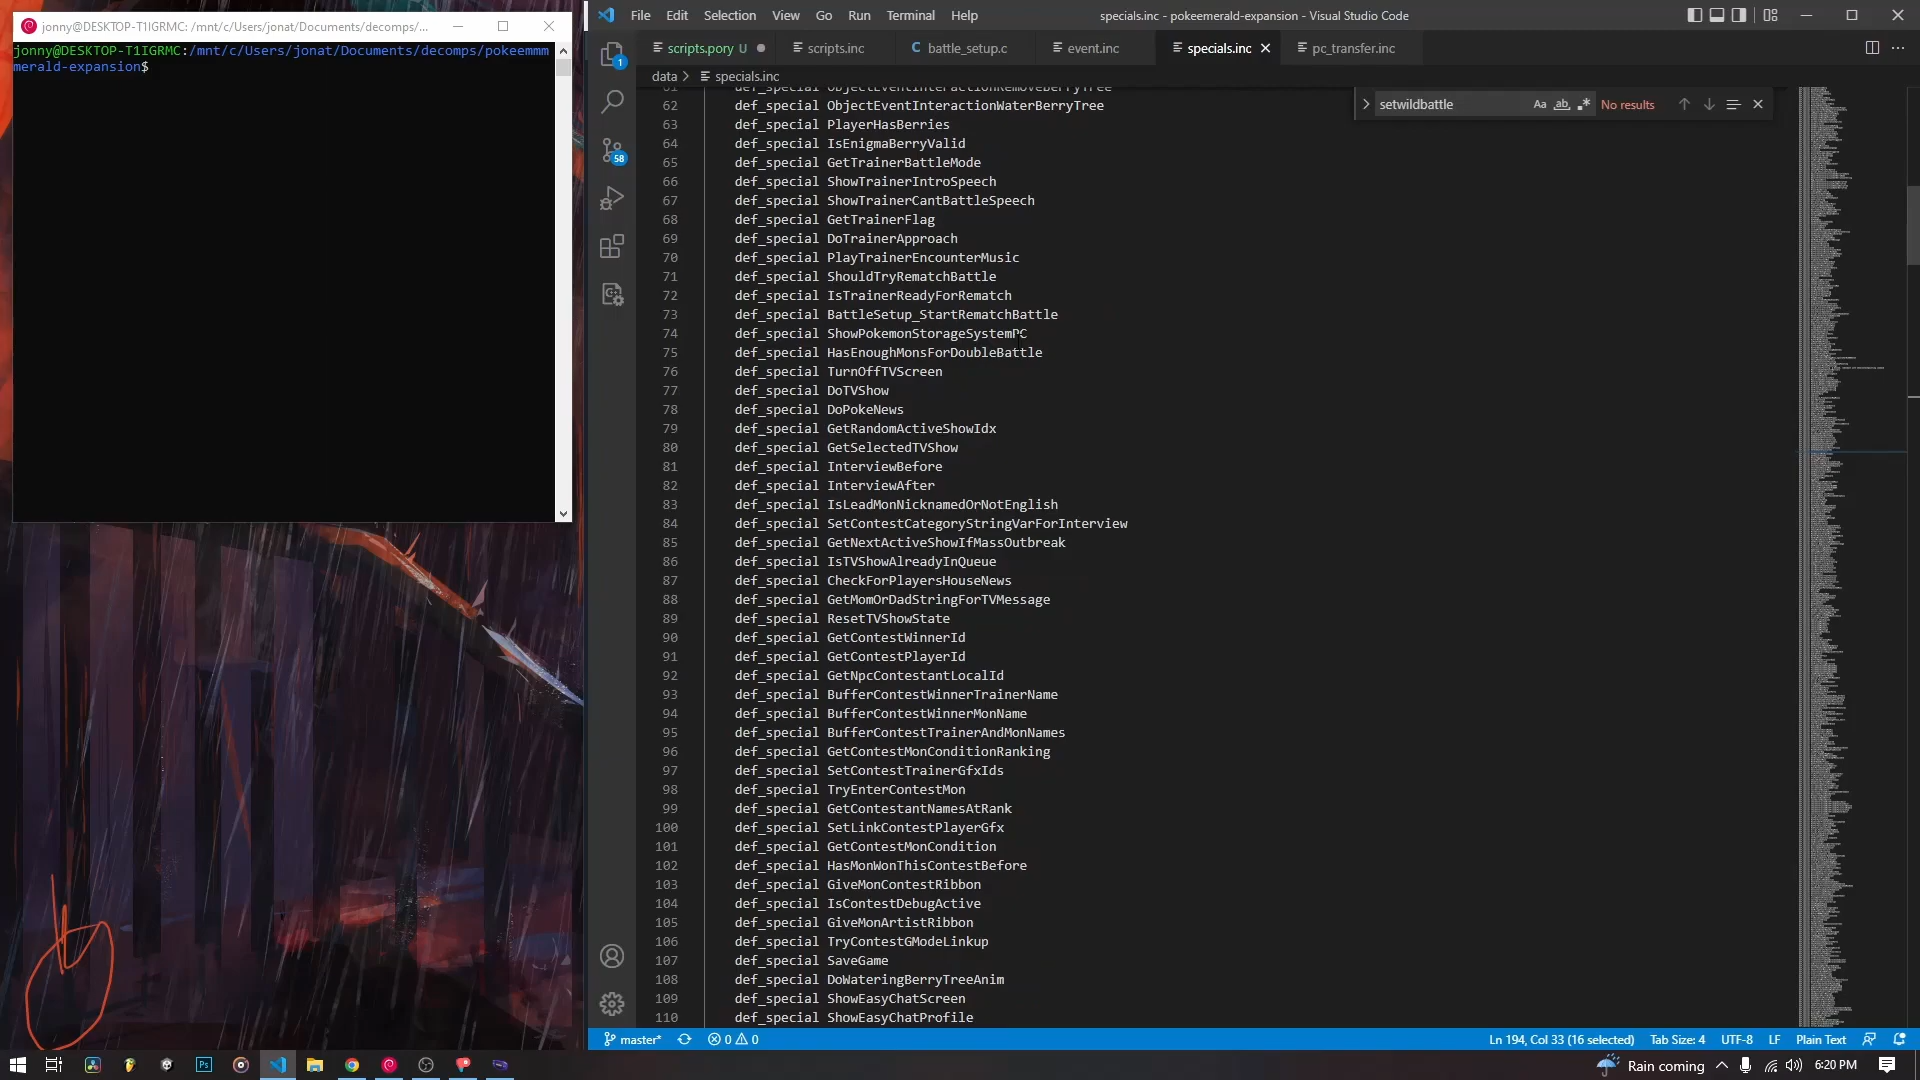 jonny@DESKTOP-T1IGRMC: /mnt/c/Users/jonat/Documents/decomps/...
jonny@DESKTOP-T1IGRMC:/mnt/c/Users/jonat/Documents/decomps/pokeemmm
merald-expansion$
File Edit Selection View Go Run Terminal Help
specials.inc - pokeemerald-expansion - Visual Studio Code
scripts.pory U
scripts.inc
C battle_setup.c
event.inc
specials.inc
pc_transfer.inc
data > specials.inc
setwildbattle
Aa ab No results
1
58
61 def_special ObjectEventInteractionRemoveBerryTree
62 def_special ObjectEventInteractionWaterBerryTree
63 def_special PlayerHasBerries
64 def_special IsEnigmaBerryValid
65 def_special GetTrainerBattleMode
66 def_special ShowTrainerIntroSpeech
67 def_special ShowTrainerCantBattleSpeech
68 def_special GetTrainerFlag
69 def_special DoTrainerApproach
70 def_special PlayTrainerEncounterMusic
71 def_special ShouldTryRematchBattle
72 def_special IsTrainerReadyForRematch
73 def_special BattleSetup_StartRematchBattle
74 def_special ShowPokemonStorageSystemPC
75 def_special HasEnoughMonsForDoubleBattle
76 def_special TurnOffTVScreen
77 def_special DoTVShow
78 def_special DoPokeNews
79 def_special GetRandomActiveShowIdx
80 def_special GetSelectedTVShow
81 def_special InterviewBefore
82 def_special InterviewAfter
83 def_special IsLeadMonNicknamedOrNotEnglish
84 def_special SetContestCategoryStringVarForInterview
85 def_special GetNextActiveShowIfMassOutbreak
86 def_special IsTVShowAlreadyInQueue
87 def_special CheckForPlayersHouseNews
88 def_special GetMomOrDadStringForTVMessage
89 def_special ResetTVShowState
90 def_special GetContestWinnerId
91 def_special GetContestPlayerId
92 def_special GetNpcContestantLocalId
93 def_special BufferContestWinnerTrainerName
94 def_special BufferContestWinnerMonName
95 def_special BufferContestTrainerAndMonNames
96 def_special GetContestMonConditionRanking
97 def_special SetContestTrainerGfxIds
98 def_special TryEnterContestMon
99 def_special GetContestantNamesAtRank
100 def_special SetLinkContestPlayerGfx
101 def_special GetContestMonCondition
102 def_special HasMonWonThisContestBefore
103 def_special GiveMonContestRibbon
104 def_special IsContestDebugActive
105 def_special GiveMonArtistRibbon
106 def_special TryContestGModeLinkup
107 def_special SaveGame
108 def_special DoWateringBerryTreeAnim
109 def_special ShowEasyChatScreen
110 def_special ShowEasyChatProfile
master* 0 0
Ln 194, Col 33 (16 selected) Tab Size: 4 UTF-8 LF Plain Text
Ps
Rain coming 6:20 PM